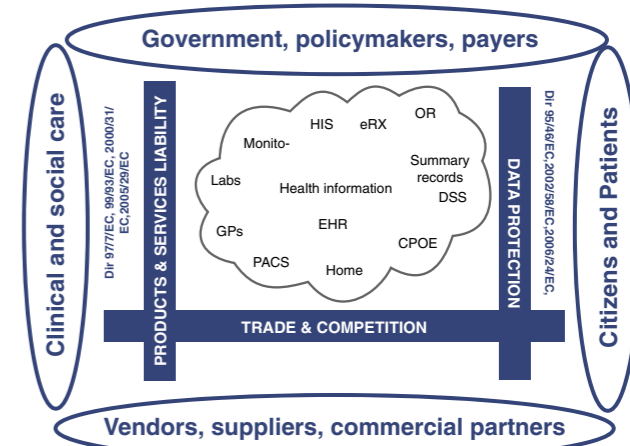 Government, policymakers, payers
Clinical and social care
Dir 97/7/EC, 99/93/EC, 2000/31/
EC,2005/29/EC
PRODUCTS & SERVICES LIABILITY
HIS
eRX
OR
Monito-
Summary
records
Labs
Health information
DSS
GPs
EHR
CPOE
PACS
Home
DATA PROTECTION
Dir 95/46/EC,2002/58/EC,2006/24/EC,
Citizens and Patients
TRADE & COMPETITION
Vendors, suppliers, commercial partners